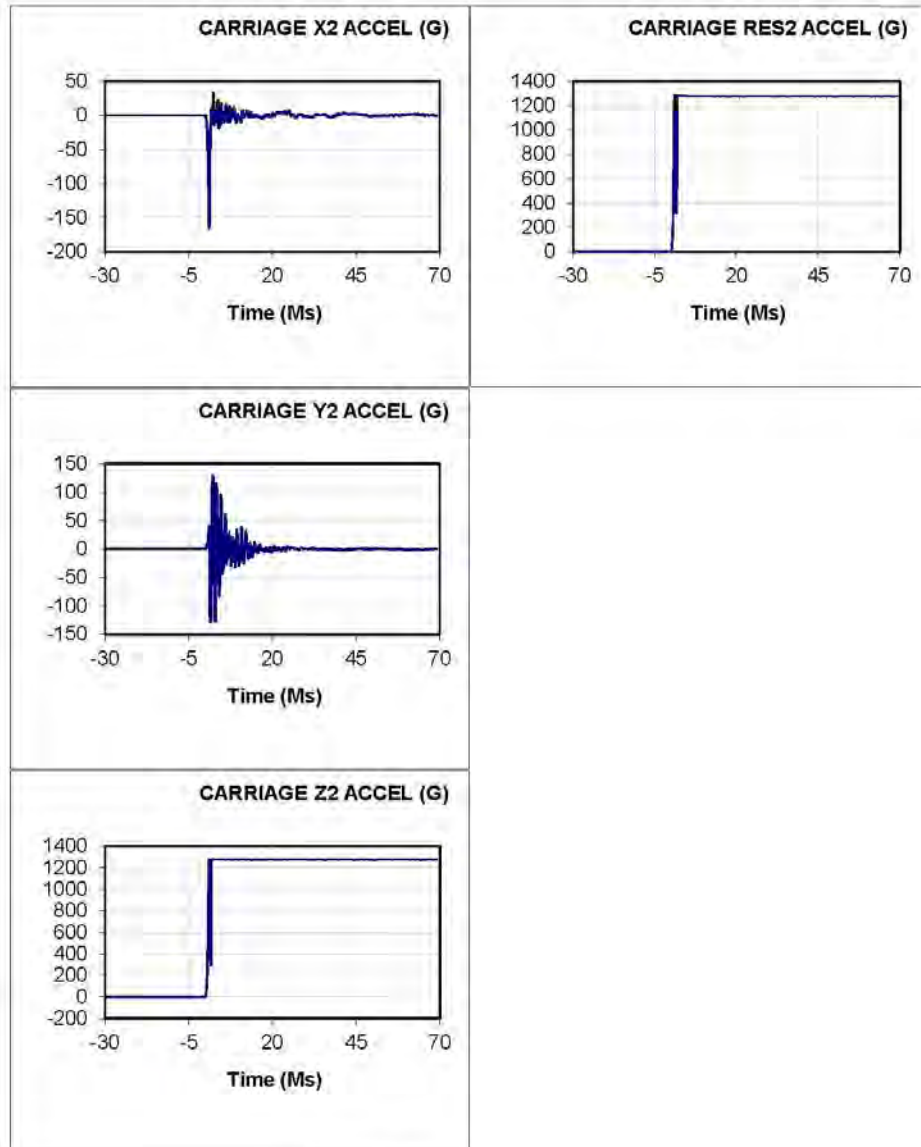 CARRIAGE X2 ACCEL (G)
50
0
-50
-100
-150
-200
-30 -5 20 45 70
Time (Ms)
CARRIAGE RES2 ACCEL (G)
1400
1200
1000
800
600
400
200
0
-30 -5 20 45 70
Time (Ms)
CARRIAGE Y2 ACCEL (G)
150
100
50
0
-50
-100
-150
-30 -5 20 45 70
Time (Ms)
CARRIAGE Z2 ACCEL (G)
1400
1200
1000
800
600
400
200
0
-200
-30 -5 20 45 70
Time (Ms)